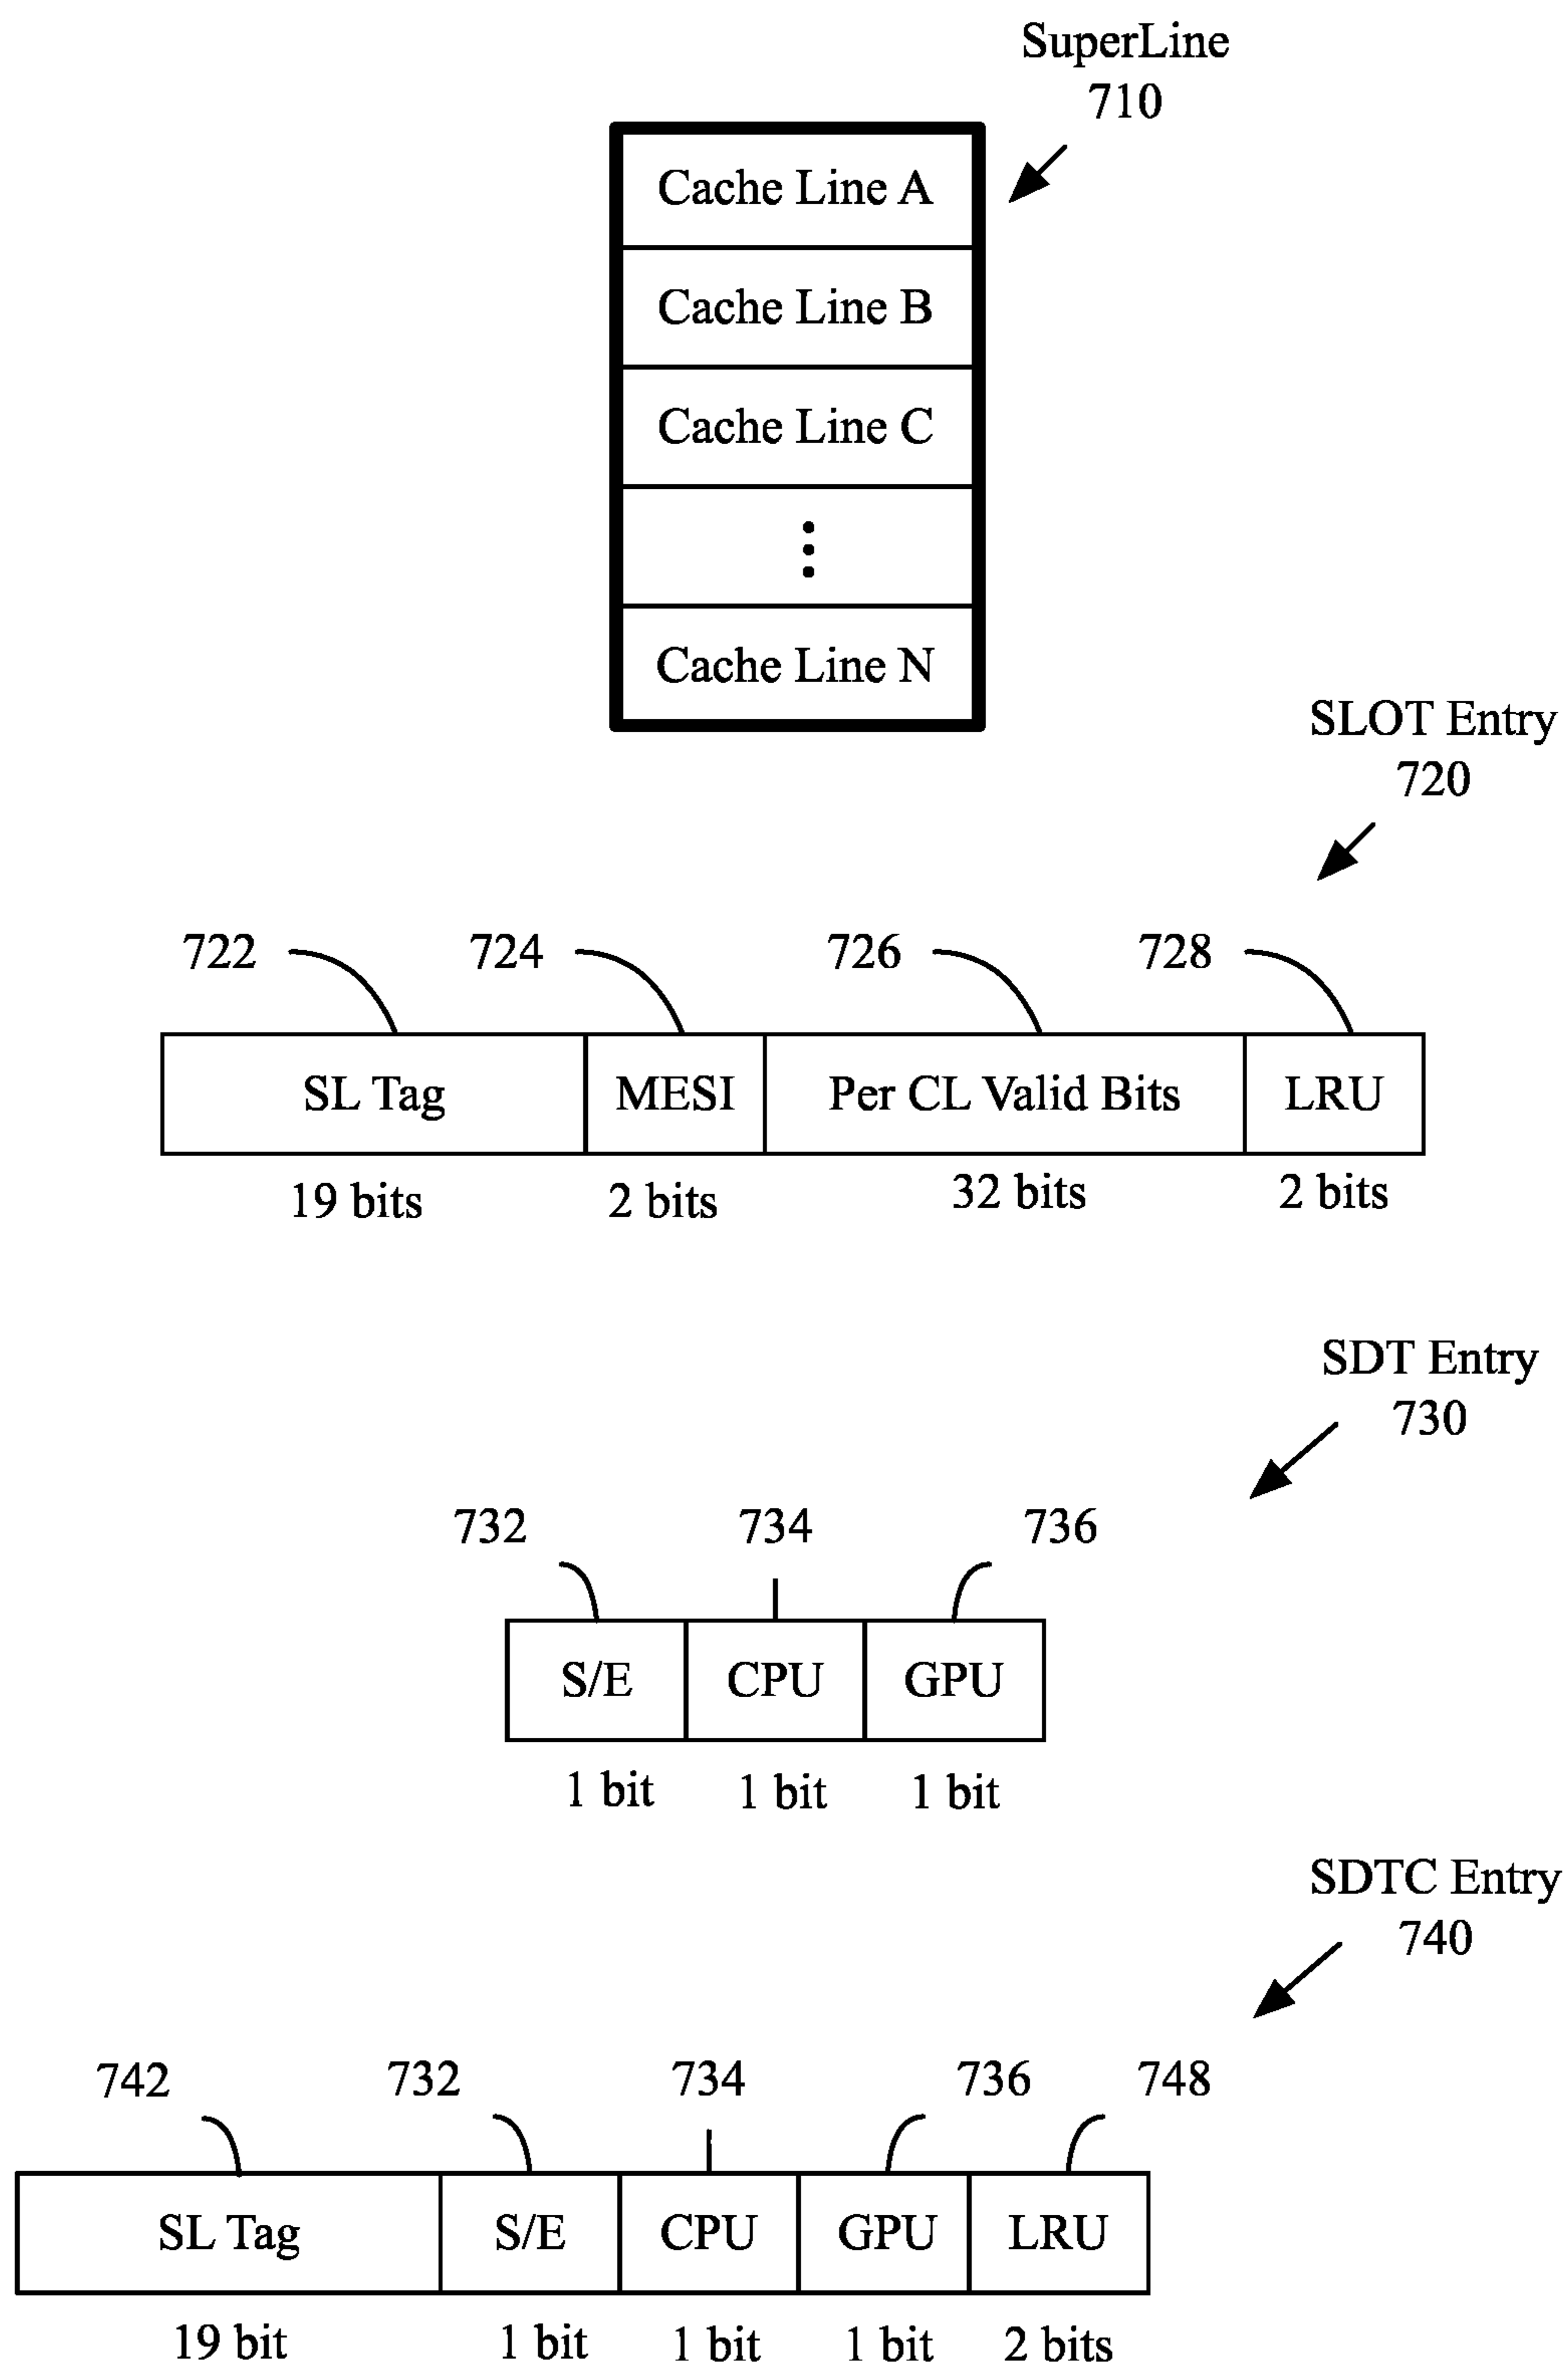 SuperLine
710
Cache Line A
Cache Line B
Cache Line C
Cache Line N
SLOT Entry
720
722 724 726 728
SL Tag MESI Per CL Valid Bits LRU
19 bits 2 bits 32 bits 2 bits
SDT Entry
730
732 734 736
S/E CPU GPU
1 bit 1 bit 1 bit
SDTC Entry
740
742 732 734 736 748
SL Tag S/E CPU GPU LRU
19 bit 1 bit 1 bit 1 bit 2 bits